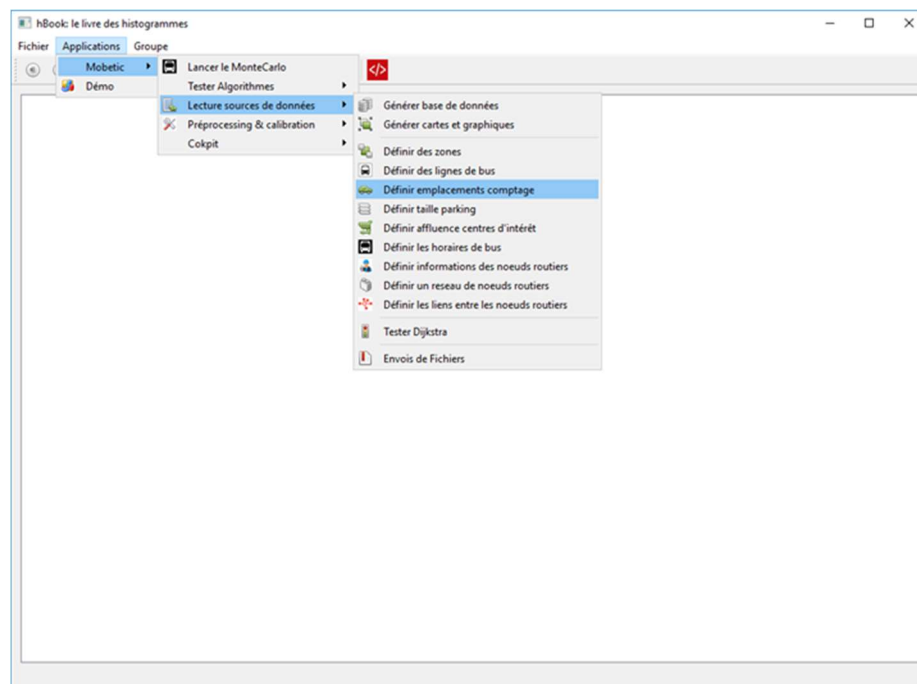 hBook: le livre des histogrammes
Fichier Applications Groupe
Mobetic
Démo
Lancer le MonteCarlo
Tester Algorithmes
Lecture sources de données
Préprocessing & calibration
Cokpit
Générer base de données
Générer cartes et graphiques
Définir des zones
Définir des lignes de bus
Définir emplacements comptage
Définir taille parking
Définir affluence centres d'intérêt
Définir les horaires de bus
Définir informations des noeuds routiers
Définir un reseau de noeuds routiers
Définir les liens entre les noeuds routiers
Tester Dijkstra
Envois de Fichiers